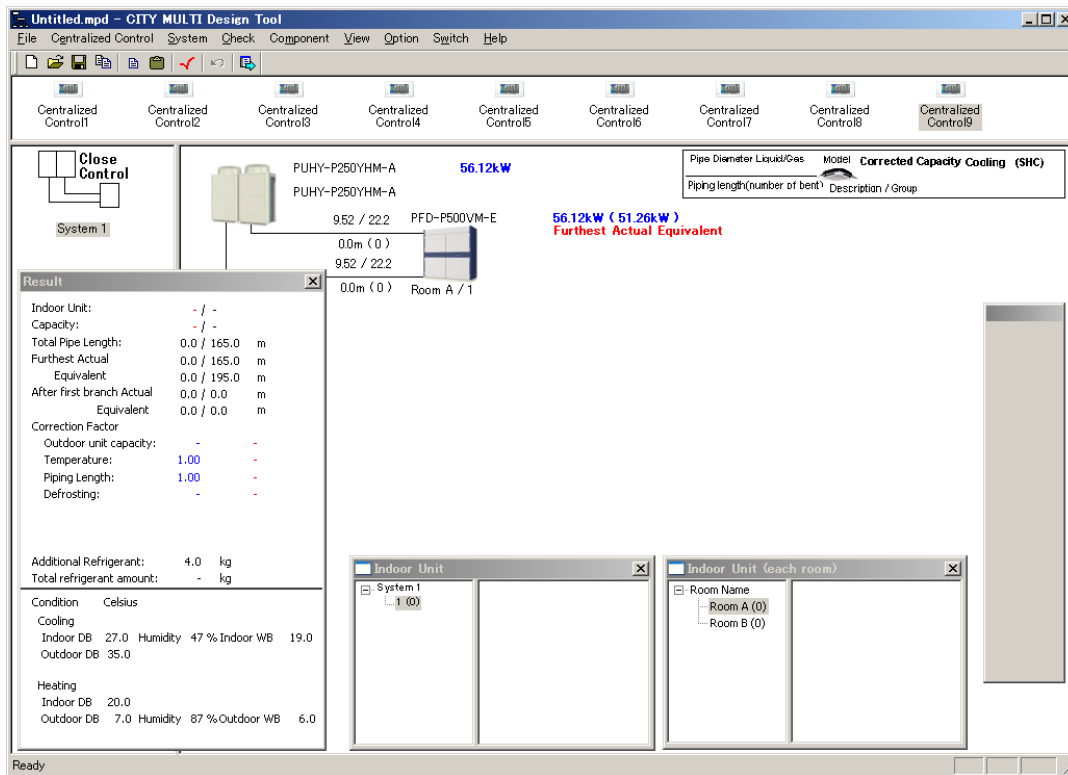 Untitled.mpd - CITY MULTI Design Tool
File Centralized Control System Check Component View Option Switch Help
Centralized Control1
Centralized Control2
Centralized Control3
Centralized Control4
Centralized Control5
Centralized Control6
Centralized Control7
Centralized Control8
Centralized Control9
Close Control
System 1
PUHY-P250YHM-A 56.12kW
PUHY-P250YHM-A
9.52 / 22.2 PFD-P500VM-E 56.12kW ( 51.26kW )
Furthest Actual Equivalent
0.0m ( 0 )
9.52 / 22.2
0.0m ( 0 ) Room A / 1
Pipe Diameter Liquid/Gas Model Corrected Capacity Cooling (SHC)
Piping length(number of bent) Description / Group
Result
Indoor Unit: - / -
Capacity: - / -
Total Pipe Length: 0.0 / 165.0 m
Furthest Actual 0.0 / 165.0 m
Equivalent 0.0 / 195.0 m
After first branch Actual 0.0 / 0.0 m
Equivalent 0.0 / 0.0 m
Correction Factor
Outdoor unit capacity: - -
Temperature: 1.00 -
Piping Length: 1.00 -
Defrosting: - -
Additional Refrigerant: 4.0 kg
Total refrigerant amount: - kg
Condition Celsius
Cooling
Indoor DB 27.0 Humidity 47 % Indoor WB 19.0
Outdoor DB 35.0
Heating
Indoor DB 20.0
Outdoor DB 7.0 Humidity 87 % Outdoor WB 6.0
Indoor Unit
System 1
1 (0)
Indoor Unit (each room)
Room Name
Room A (0)
Room B (0)
Ready